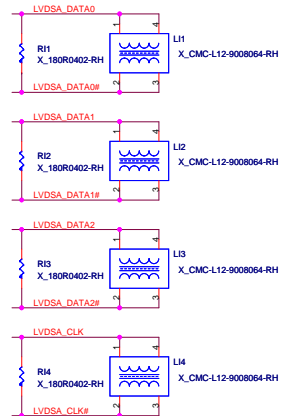 LVDSA_DATA0
1
4
LI1
RI1
X_180R0402-RH
X_CMC-L12-9008064-RH
2
3
LVDSA_DATA0#
LVDSA_DATA1
1
4
LI2
RI2
X_180R0402-RH
X_CMC-L12-9008064-RH
2
3
LVDSA_DATA1#
LVDSA_DATA2
1
4
LI3
RI3
X_180R0402-RH
X_CMC-L12-9008064-RH
2
3
LVDSA_DATA2#
LVDSA_CLK
1
4
LI4
RI4
X_180R0402-RH
X_CMC-L12-9008064-RH
2
3
LVDSA_CLK#